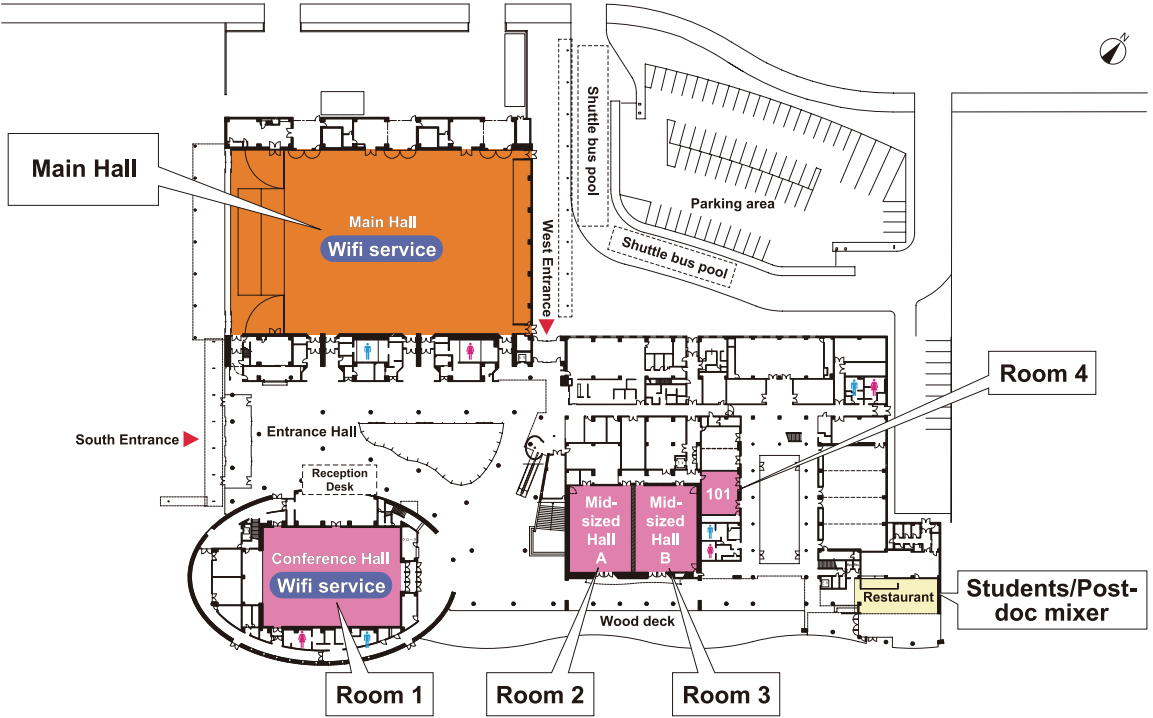 N
Shuttle bus pool
Main Hall
Parking area
Main Hall
Wifi service
West Entrance
Shuttle bus pool
Room 4
South Entrance
Entrance Hall
Reception
Desk
101
Mid-
sized
Hall
A
Mid-
sized
Hall
B
Conference Hall
Wifi service
Restaurant
Students/Post-
doc mixer
Wood deck
Room 1
Room 2
Room 3